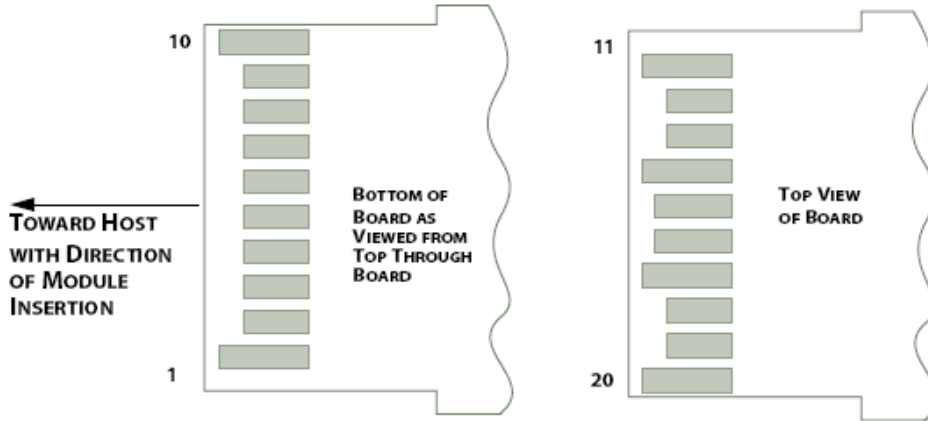 10
1
TOWARD HOST
WITH DIRECTION
OF MODULE
INSERTION
BOTTOM OF
BOARD AS
VIEWED FROM
TOP THROUGH
BOARD
11
20
TOP VIEW
OF BOARD